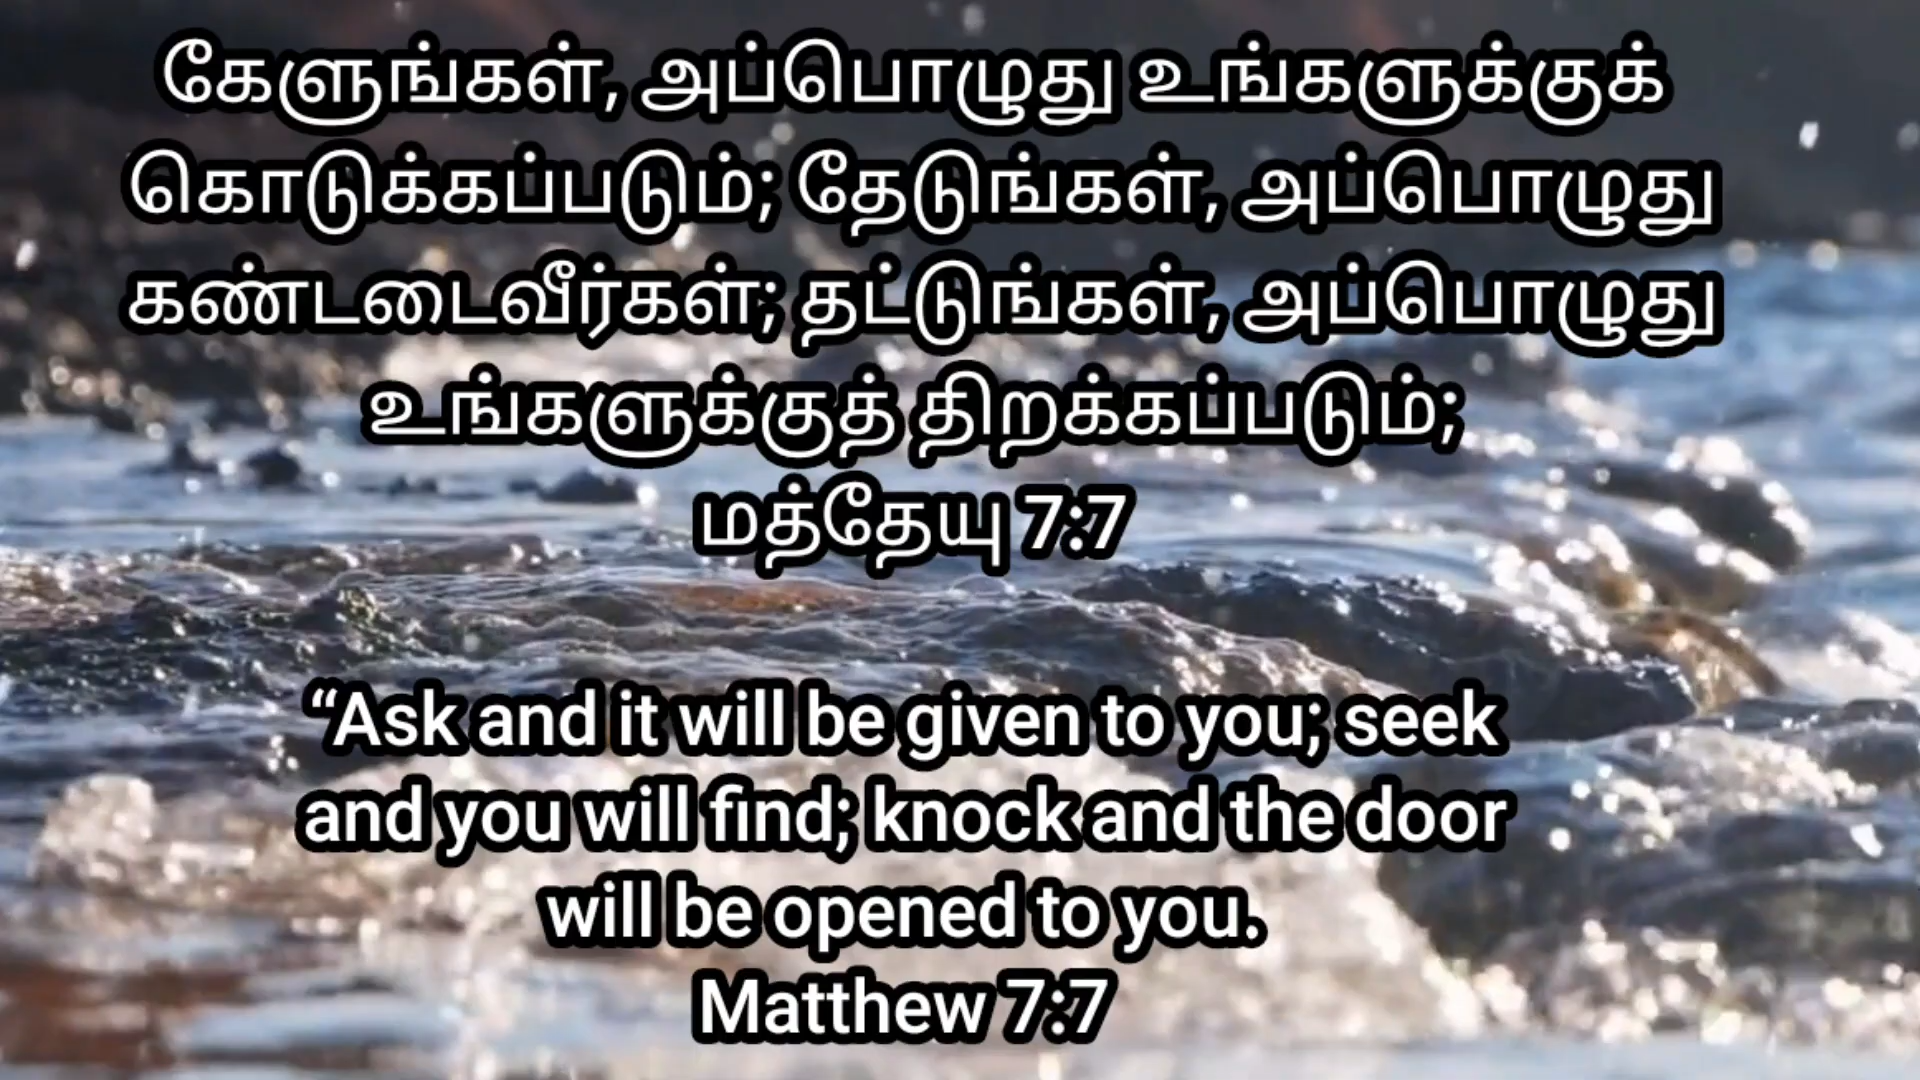 கேளுங்கள், அப்பொழுது உங்களுக்குக்
கொடுக்கப்படும்; தேடுங்கள், அப்பொழுது
கண்டடைவீர்கள்; தட்டுங்கள், அப்பொழுது
உங்களுக்குத் திறக்கப்படும்;
மத்தேயு 7:7
“Ask and it will be given to you; seek
and you will find; knock and the door
will be opened to you.
Matthew 7:7